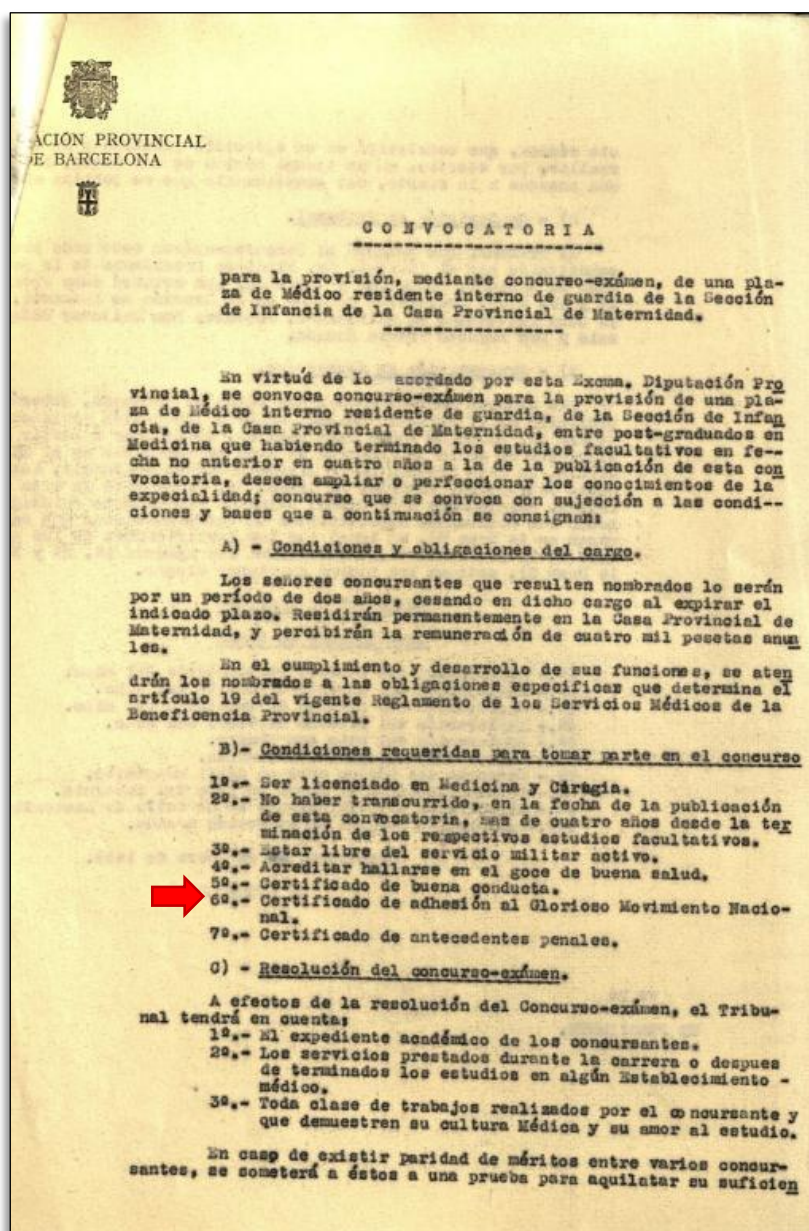 ACIÓN PROVINCIAL
DE BARCELONA
CONVOCATORIA
para la provisión, mediante concurso-exámen, de una pla-
za de Médico residente interno de guardia de la Sección
de Infancia de la Casa Provincial de Maternidad.
En virtud de lo acordado por esta Excma. Diputación Pro
vincial, se convoca concurso-exámen para la provisión de una pla-
za de Médico interno residente de guardia, de la Sección de Infan
cia, de la Casa Provincial de Maternidad, entre post-graduados en
Medicina que habiendo terminado los estudios facultativos en fe--
cha no anterior en cuatro años a la de la publicación de esta con
vocatoria, deseen ampliar o perfeccionar los conocimientos de la
expecialidad; concurso que se convoca con sujección a las condi--
ciones y bases que a continuación se consignan:
A) - Condiciones y obligaciones del cargo.
Los señores concursantes que resulten nombrados lo serán
por un período de dos años, cesando en dicho cargo al expirar el
indicado plazo. Residirán permanentemente en la Casa Provincial de
Maternidad, y percibirán la remuneración de cuatro mil pesetas anua
les.
En el cumplimiento y desarrollo de sus funciones, se aten
drán los nombrados a las obligaciones especificas que determina el
artículo 19 del vigente Reglamento de los Servicios Médicos de la
Beneficencia Provincial.
B)- Condiciones requeridas para tomar parte en el concurso
1º.- Ser licenciado en Medicina y Cirugia.
2º.- No haber transcurrido, en la fecha de la publicación
de esta convocatoria, mas de cuatro años desde la ter
minación de los respectivos estudios facultativos.
3º.- Estar libre del servicio militar activo.
4º.- Acreditar hallarse en el goce de buena salud.
5º.- Certificado de buena conducta.
6º.- Certificado de adhesión al Glorioso Movimiento Nacio-
nal.
7º.- Certificado de antecedentes penales.
C) - Resolución del concurso-exámen.
A efectos de la resolución del Concurso-exámen, el Tribu-
nal tendrá en cuenta:
1º.- El expediente académico de los concursantes.
2º.- Los servicios prestados durante la carrera o despues
de terminados los estudios en algún Establecimiento -
médico.
3º.- Toda clase de trabajos realizados por el concursante y
que demuestren su cultura Médica y su amor al estudio.
En caso de existir paridad de méritos entre varios concur-
santes, se someterá a éstos a una prueba para aquilatar su suficien